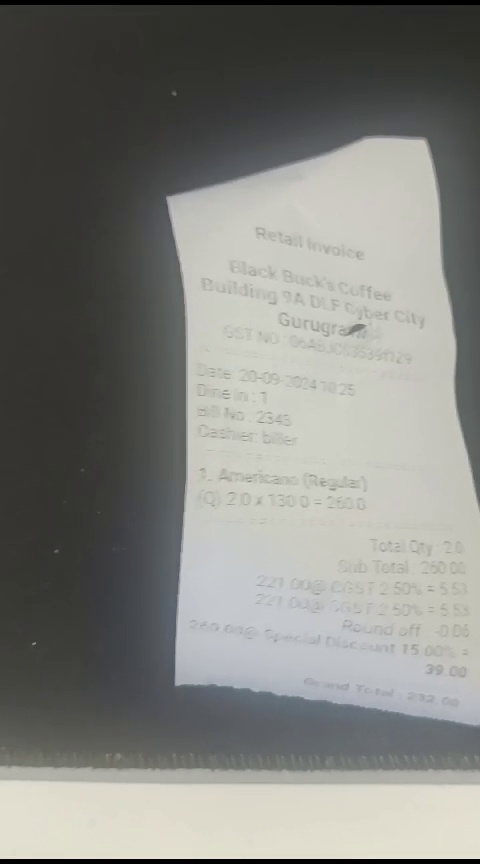 Retail Invoice
Black Buck's Coffee
Building 9A DLF Cyber City
GST NO
Date: 20-09-2024 10:25
Dine In : 1
Bill No : 2348
Cashier: biller
1. Americano (Regular)
(Q) 2.0 x 130.0 = 260.0
Total Qty : 2.0
Sub Total : 260.00
221.00@ CGST 2.50% = 5.53
221.00@ SGST 2.50% = 5.53
Round off -0.06
260.00@ Special Discount 15.00% =
39.00
Grand Total : 232.00